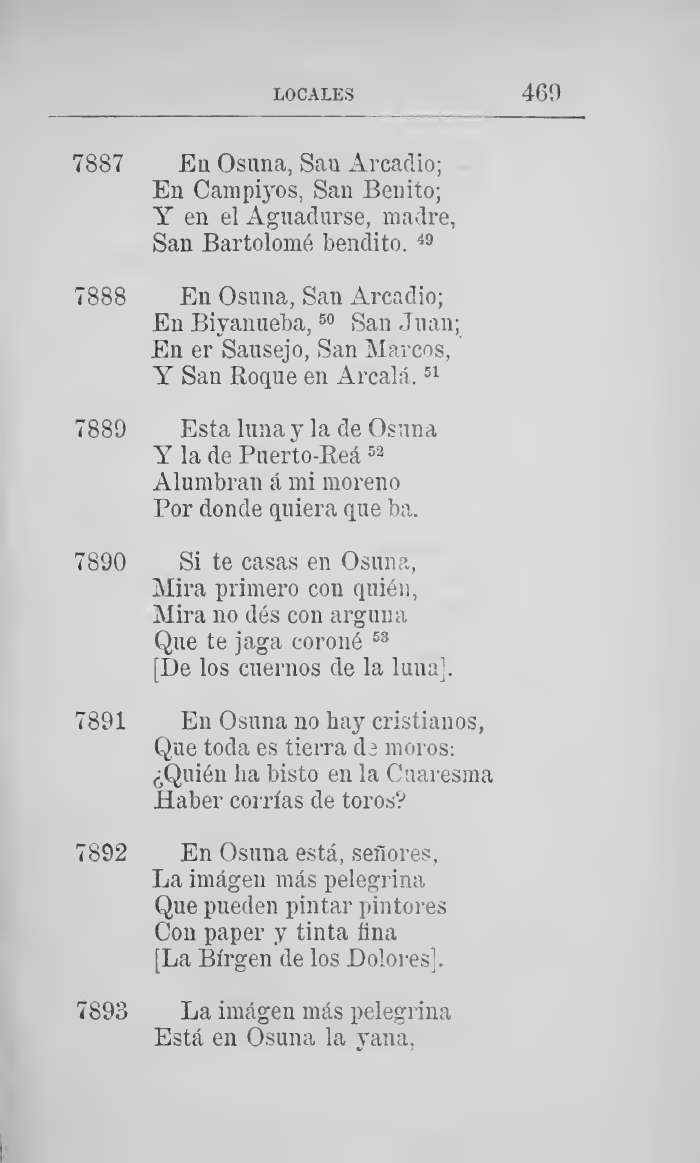 LOCALES 469
7887 En Osuna, San Arcadio;
En Campiyos, San Benito;
Y en el Aguadurse, madre,
San Bartolomé bendito. 49
7888 En Osuna, San Arcadio;
En Biyanueba, 50 San Juan;
En er Sausejo, San Marcos,
Y San Roque en Arcalá. 51
7889 Esta luna y la de Osuna
Y la de Puerto-Reá 52
Alumbran á mi moreno
Por donde quiera que ba.
7890 Si te casas en Osuna,
Mira primero con quién,
Mira no dés con arguna
Que te jaga coroné 53
[De los cuernos de la luna].
7891 En Osuna no hay cristianos,
Que toda es tierra de moros:
¿Quién ha bisto en la Cuaresma
Haber corrías de toros?
7892 En Osuna está, señores,
La imágen más pelegrina
Que pueden pintar pintores
Con paper y tinta fina
[La Bírgen de los Dolores].
7893 La imágen más pelegrina
Está en Osuna la yana,